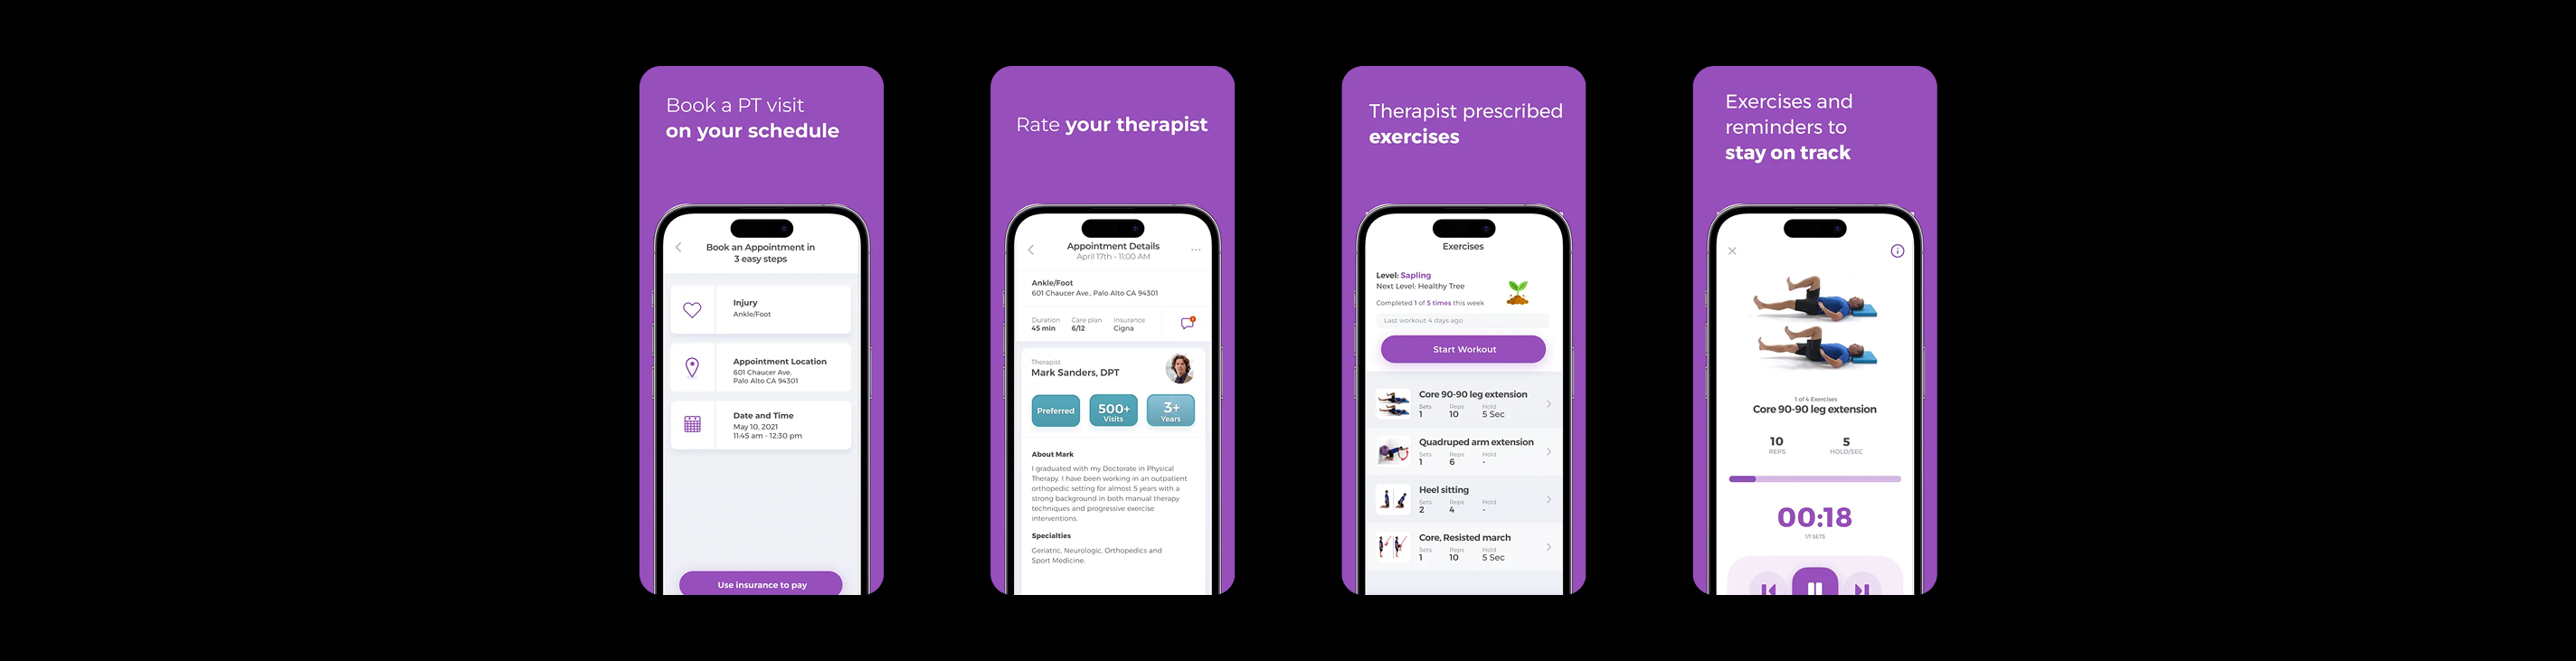 Book a PT visit
on your schedule
Book an Appointment in
3 easy steps
Injury
Ankle/Foot
Appointment Location
601 Chaucer Ave.
Palo Alto CA 94301
Date and Time
May 10, 2021
11:45 am - 12:30 pm
Use insurance to pay
Rate your therapist
Appointment Details
April 17th - 11:00 AM
Ankle/Foot
601 Chaucer Ave., Palo Alto CA 94301
Duration Care plan Insurance
45 min 6/12 Cigna
Therapist
Mark Sanders, DPT
Preferred 500+ Visits 3+ Years
About Mark
I graduated with my Doctorate in Physical
Therapy. I have been working in an outpatient
orthopedic setting for almost 5 years with a
strong background in both manual therapy
techniques and progressive exercise
interventions.
Specialties
Geriatric, Neurologic, Orthopedics and
Sport Medicine.
Therapist prescribed
exercises
Exercises
Level: Sapling
Next Level: Healthy Tree
Completed 1 of 5 times this week
Last workout 4 days ago
Start Workout
Core 90-90 leg extension
Sets Reps Hold
1 10 5 Sec
Quadruped arm extension
Sets Reps Hold
1 6 -
Heel sitting
Sets Reps Hold
2 4 -
Core, Resisted march
Sets Reps Hold
1 10 5 Sec
Exercises and
reminders to
stay on track
1 of 4 Exercises
Core 90-90 leg extension
10 5
REPS HOLD/SEC
00:18
1/1 SETS